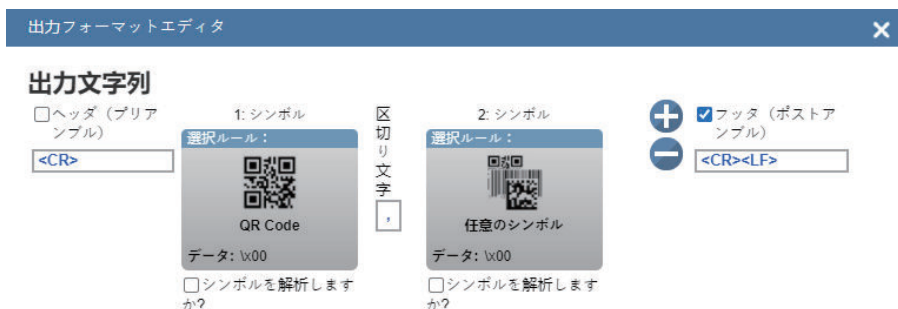 出力フォーマットエディタ
出力文字列
ヘッダ（プリア
ンブル）
<CR>
1: シンボル
選択ルール：
QR Code
データ: \x00
シンボルを解析します
か?
区
切
り
文
字
,
2: シンボル
選択ルール：
任意のシンボル
データ: \x00
シンボルを解析します
か?
フッタ（ポストア
ンブル）
<CR><LF>